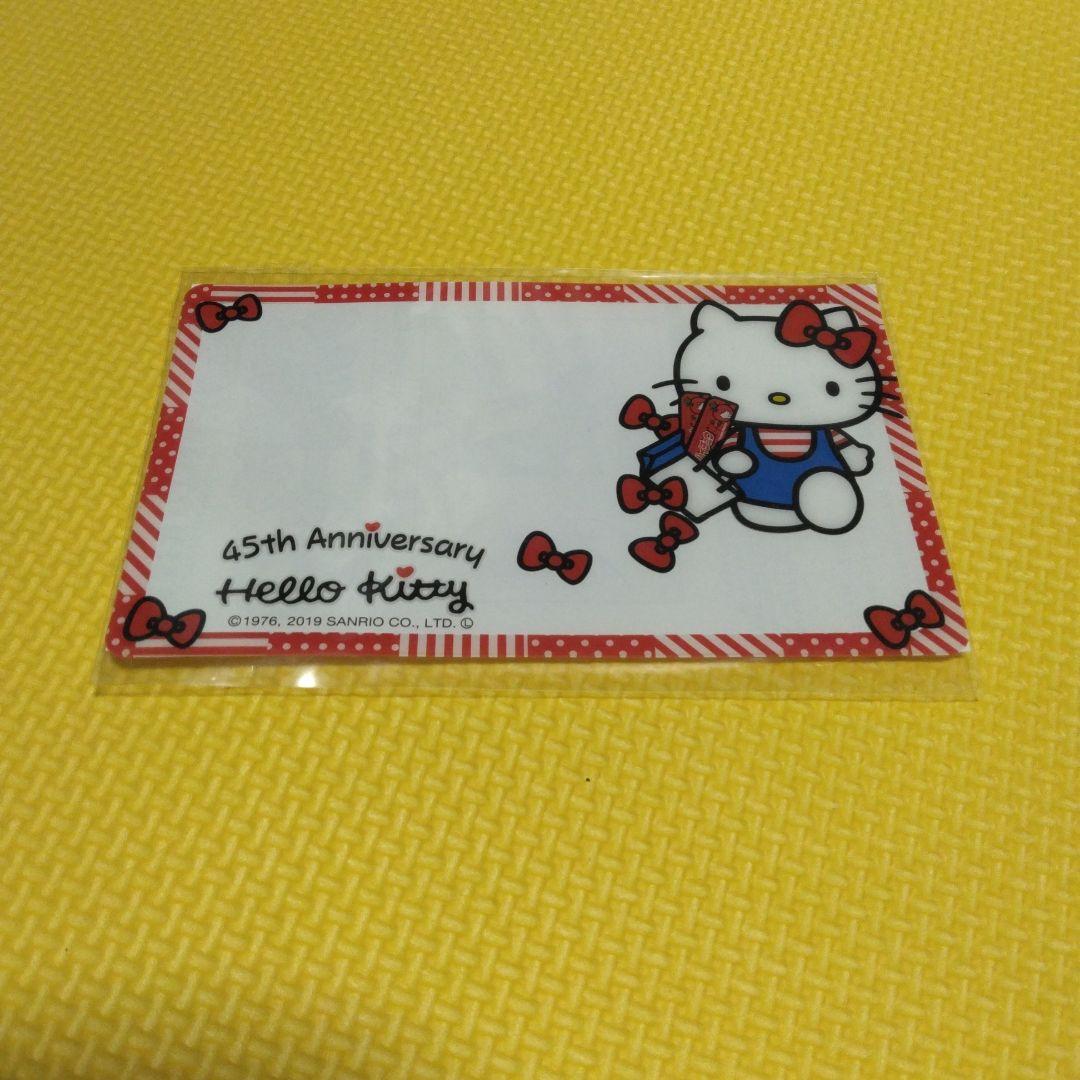 45th Anniversary
Hello Kitty
©1976, 2019 SANRIO CO., LTD. Ⓛ